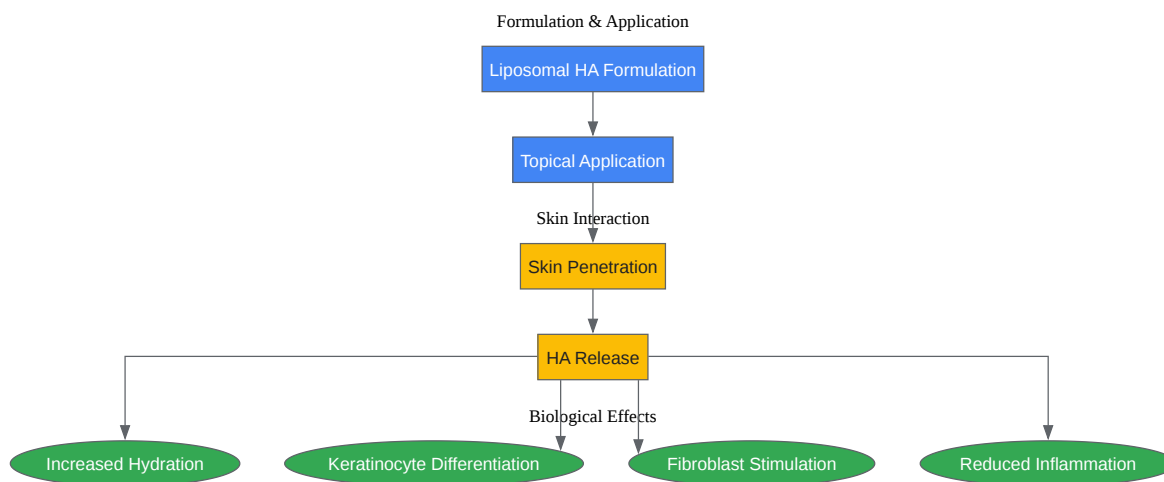 Formulation & Application
Liposomal HA Formulation
Topical Application
Skin Interaction
Skin Penetration
HA Release
Biological Effects
Increased Hydration
Keratinocyte Differentiation
Fibroblast Stimulation
Reduced Inflammation